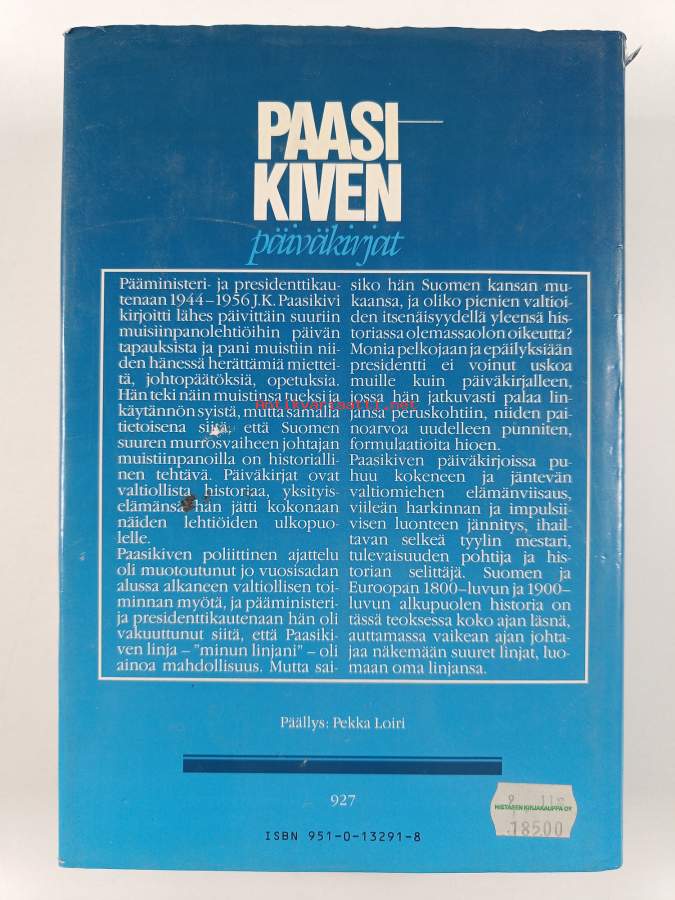 PAASI-
KIVEN
päiväkirjat
Pääministeri- ja presidenttikau-
tenaan 1944–1956 J.K. Paasikivi
kirjoitti lähes päivittäin suuriin
muisiinpanolehtiöihin päivän
tapauksista ja pani muistiin nii-
den hänessä herättämiä mietteі-
tä, johtopäätöksiä, opetuksia.
Hän teki näin muistinsa tueksi ja
käytännön syistä, mutta samalla
tietoisena siitä, että Suomen
suuren murrosvaiheen johtajan
muistiinpanoilla on historialli-
nen tehtävä. Päiväkirjat ovat
valtiollista historiaa, yksityis-
elämänsä hän jätti kokonaan
näiden lehtiöiden ulkopuo-
lelle.
Paasikiven poliittinen ajattelu
oli muotoutunut jo vuosisadan
alussa alkaneen valtiollisen toi-
minnan myötä, ja pääministeri-
ja presidenttikautenaan hän oli
vakuuttunut siitä, että Paasiki-
ven linja – "minun linjani" – oli
ainoa mahdollisuus. Mutta sai-
siko hän Suomen kansan mu-
kaansa, ja oliko pienien valtioi-
den itsenäisyydellä yleensä his-
toriassa olemassaolon oikeutta?
Monia pelkojaan ja epäilyksiään
presidentti ei voinut uskoa
muille kuin päiväkirjalleen,
jossa hän jatkuvasti palaa lin-
jansa peruskohtiin, niiden pai-
noarvoa uudelleen punniten,
formulaatioita hioen.
Paasikiven päiväkirjoissa pu-
huu kokeneen ja jäntevän
valtiomiehen elämänviisaus,
viileän harkinnan ja impulsii-
visen luonteen jännitys, ihail-
tavan selkeä tyylin mestari,
tulevaisuuden pohtija ja his-
torian selittäjä. Suomen ja
Euroopan 1800–luvun ja 1900–
luvun alkupuolen historia on
tässä teoksessa koko ajan läsnä,
auttamassa vaikean ajan johta-
jaa näkemään suuret linjat, luo-
maan oma linjansa.
Antikvariaatti.net
Päällys: Pekka Loiri
927
ISBN 951-0-13291-8
HIISTASEN KIRJAKAUPPA OY
18500